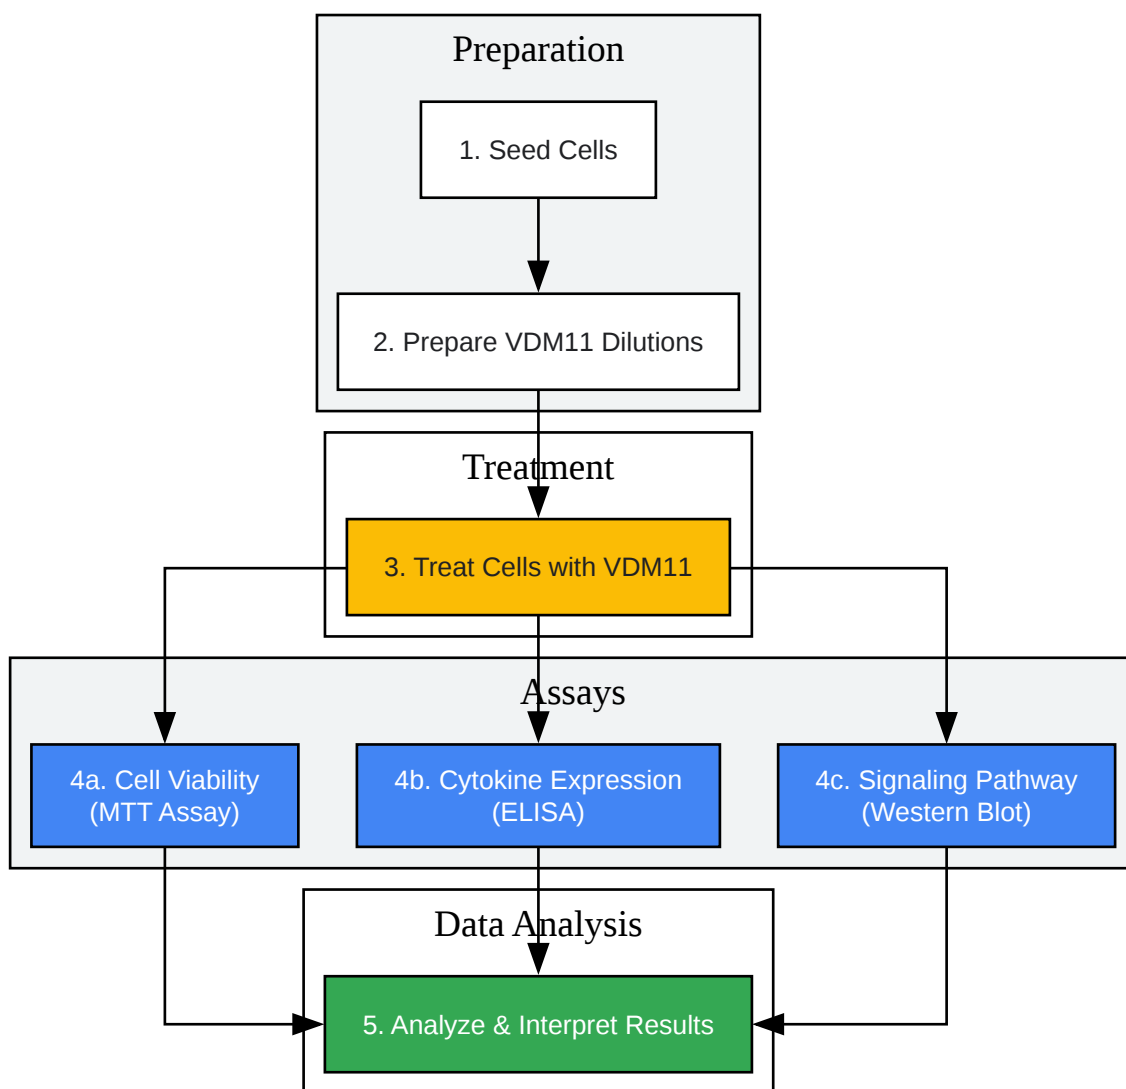 Preparation
1. Seed Cells
2. Prepare VDM11 Dilutions
Treatment
3. Treat Cells with VDM11
Assays
4a. Cell Viability
(MTT Assay)
4b. Cytokine Expression
(ELISA)
4c. Signaling Pathway
(Western Blot)
Data Analysis
5. Analyze & Interpret Results